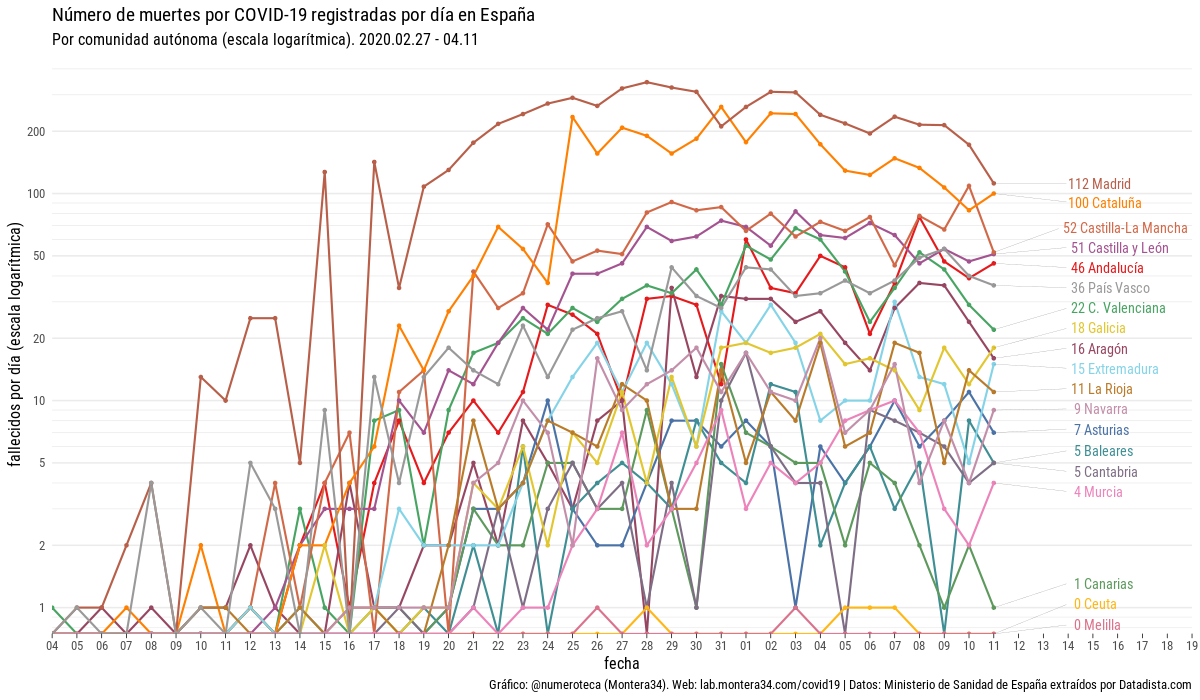 Número de muertes por COVID-19 registradas por día en España
Por comunidad autónoma (escala logarítmica). 2020.02.27 - 04.11
fallecidos por día (escala logarítmica)
200
100
50
20
10
5
2
1
112 Madrid
100 Cataluña
52 Castilla-La Mancha
51 Castilla y León
46 Andalucía
36 País Vasco
22 C. Valenciana
18 Galicia
16 Aragón
15 Extremadura
11 La Rioja
9 Navarra
7 Asturias
5 Baleares
5 Cantabria
4 Murcia
1 Canarias
0 Ceuta
0 Melilla
04 05 06 07 08 09 10 11 12 13 14 15 16 17 18 19 20 21 22 23 24 25 26 27 28 29 30 31 01 02 03 04 05 06 07 08 09 10 11 12 13 14 15 16 17 18 19
fecha
Gráfico: @numeroteca (Montera34). Web: lab.montera34.com/covid19 | Datos: Ministerio de Sanidad de España extraídos por Datadista.com